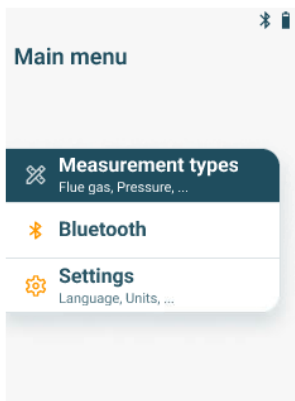 Main menu
Measurement types
Flue gas, Pressure, ...
Bluetooth
Settings
Language, Units, ...